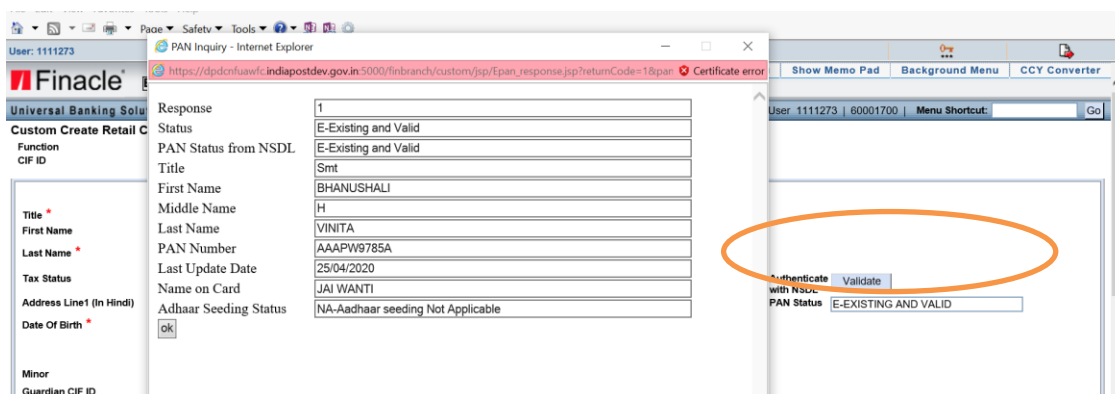 Page Safety Tools
User: 1111273
PAN Inquiry - Internet Explorer
https://dpdcnfuawfc.indiapostdev.gov.in:5000/finbranch/custom/jsp/Epan_response.jsp?returnCode=1&pan Certificate error
Show Memo Pad Background Menu CCY Converter
Finacle
Universal Banking Solu
User 1111273 | 60001700 | Menu Shortcut: Go
Custom Create Retail C
Function
CIF ID
Response 1
Status E-Existing and Valid
PAN Status from NSDL E-Existing and Valid
Title Smt
First Name BHANUSHALI
Middle Name H
Last Name VINITA
PAN Number AAAPW9785A
Last Update Date 25/04/2020
Name on Card JAI WANTI
Adhaar Seeding Status NA-Aadhaar seeding Not Applicable
ok
Title *
First Name
Last Name *
Tax Status
Address Line1 (In Hindi)
Date Of Birth *
Minor
Guardian CIF ID
Authenticate with NSDL Validate
PAN Status E-EXISTING AND VALID